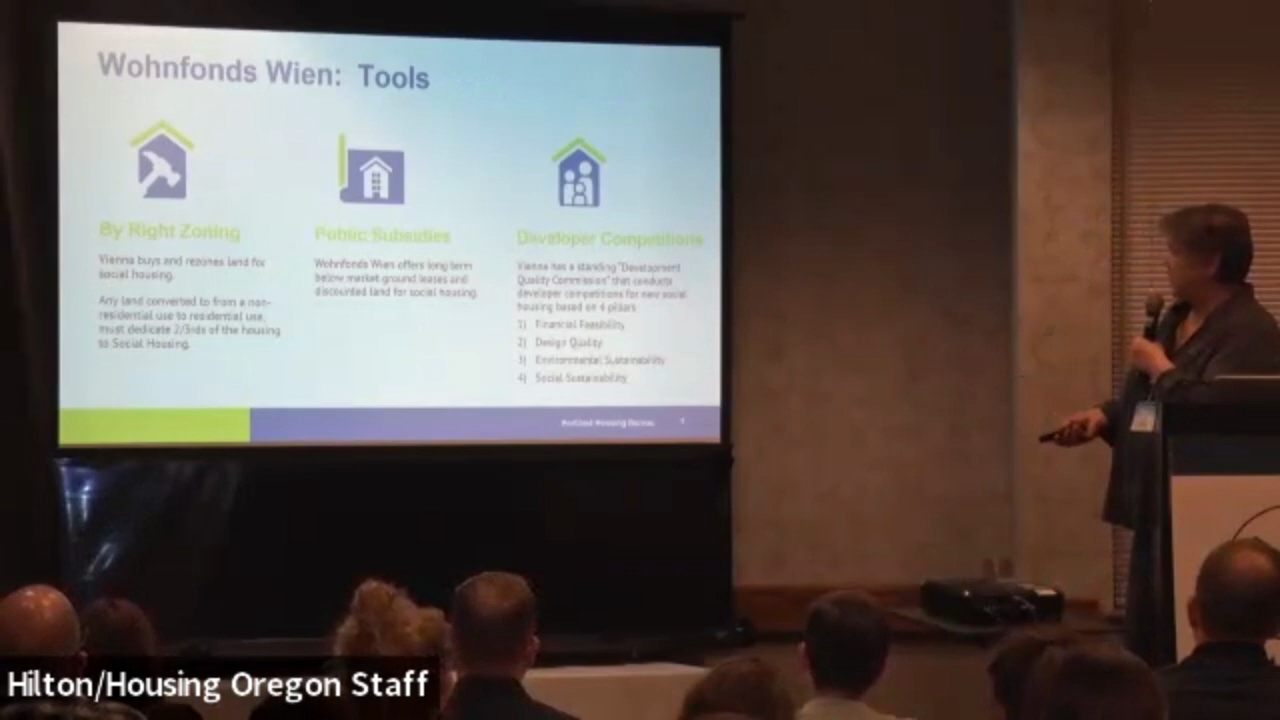 Wohnfonds Wien: Tools
By Right Zoning
Vienna buys and rezones land for
social housing.
Any land converted to from a non-
residential use to residential use,
must dedicate 2/3rds of the housing
to Social Housing.
Public Subsidies
Wohnfonds Wien offers long term
below market ground leases and
discounted land for social housing.
Developer Competitions
Vienna has a standing "Development
Quality Commission" that conducts
developer competitions for new social
housing based on 4 pillars
1) Financial Feasibility
2) Design Quality
3) Environmental Sustainability
4) Social Sustainability
Portland Housing Bureau
Hilton/Housing Oregon Staff